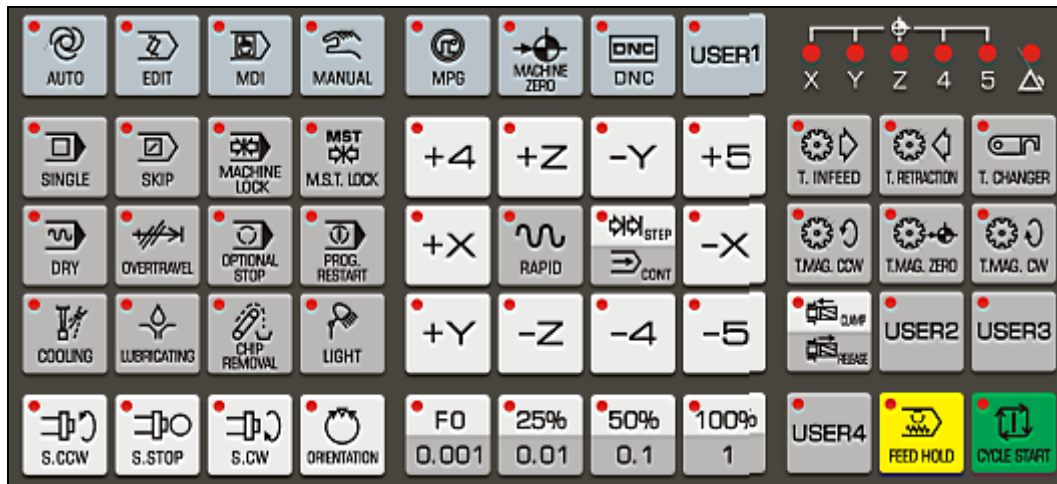 AUTO
EDIT
MDI
MANUAL
MPG
MACHINE
ZERO
DNC
DNC
USER1
X Y Z 4 5
SINGLE
SKIP
MACHINE
LOCK
MST
M.S.T. LOCK
+4
+Z
-Y
+5
T. INFEED
T. RETRACTION
T. CHANGER
DRY
OVERTRAVEL
OPTIONAL
STOP
PROG.
RESTART
+X
RAPID
STEP
CONT
-X
T.MAG. CCW
T.MAG. ZERO
T.MAG. CW
COOLING
LUBRICATING
CHIP
REMOVAL
LIGHT
+Y
-Z
-4
-5
CLAMP
RELEASE
USER2
USER3
S.CCW
S.STOP
S.CW
ORIENTATION
F0
0.001
25%
0.01
50%
0.1
100%
1
USER4
FEED HOLD
CYCLE START